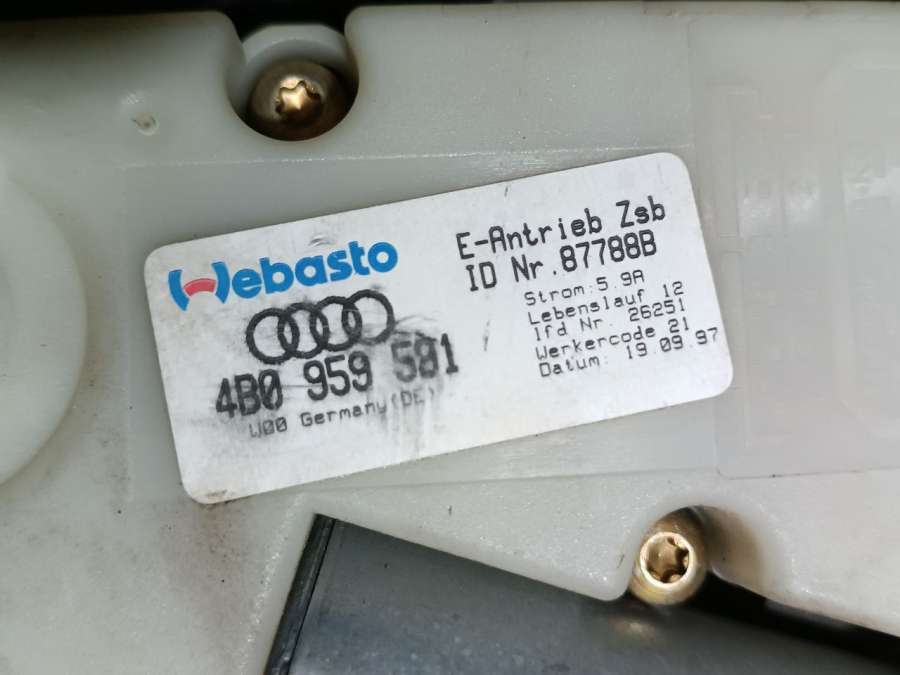 Webasto
4B0 959 591
W00 Germany(DE)
E-Antrieb Zsb
ID Nr.87788B
Strom:5.9A
Lebenslauf 12
lfd Nr. 26251
Werkercode 21
Datum: 19.09.97